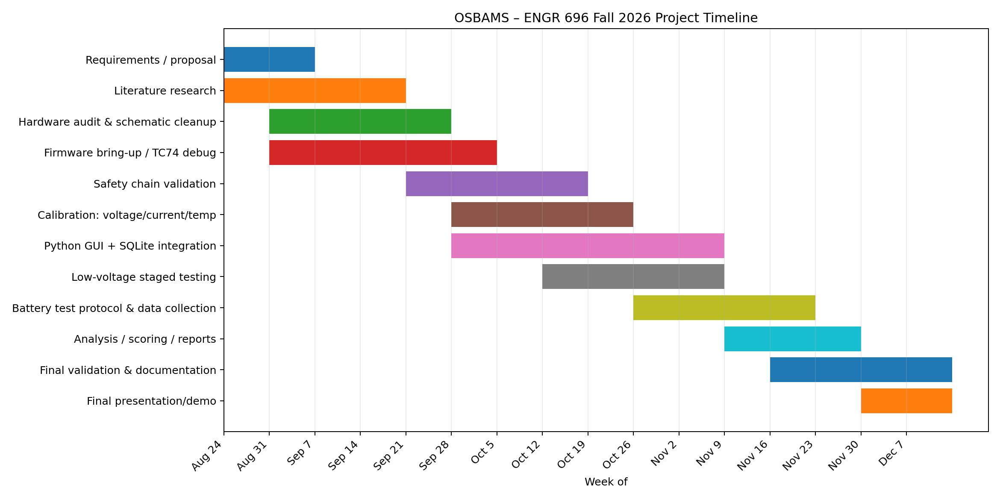 OSBAMS – ENGR 696 Fall 2026 Project Timeline
Requirements / proposal
Literature research
Hardware audit & schematic cleanup
Firmware bring-up / TC74 debug
Safety chain validation
Calibration: voltage/current/temp
Python GUI + SQLite integration
Low-voltage staged testing
Battery test protocol & data collection
Analysis / scoring / reports
Final validation & documentation
Final presentation/demo
Aug 24
Aug 31
Sep 7
Sep 14
Sep 21
Sep 28
Oct 5
Oct 12
Oct 19
Oct 26
Nov 2
Nov 9
Nov 16
Nov 23
Nov 30
Dec 7
Week of